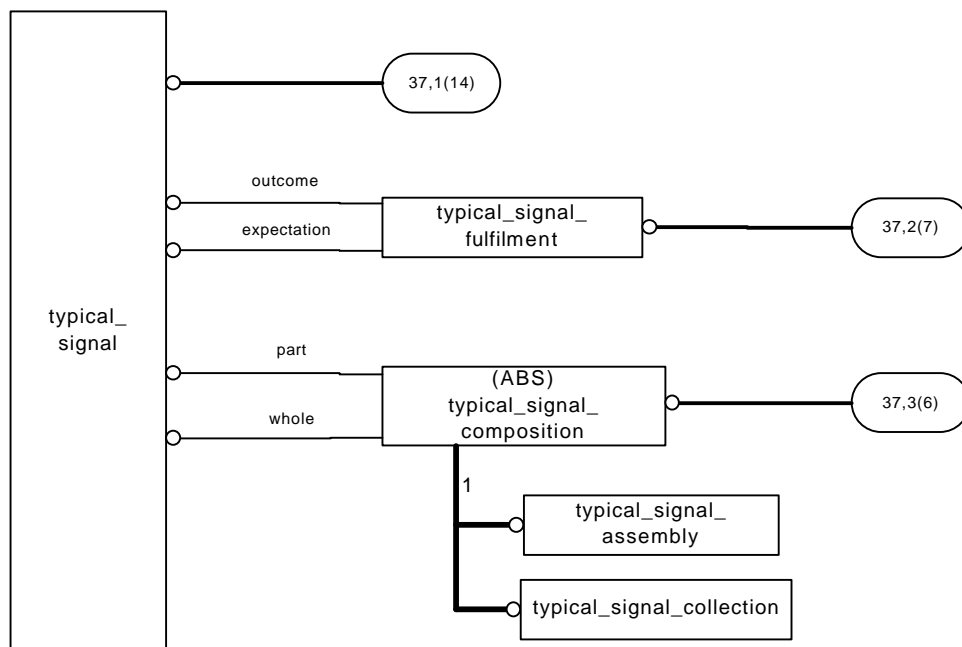 37,1(14)
outcome
typical_signal_
fulfilment
37,2(7)
expectation
typical_
signal
part
(ABS)
typical_signal_
composition
37,3(6)
whole
1
typical_signal_
assembly
typical_signal_collection